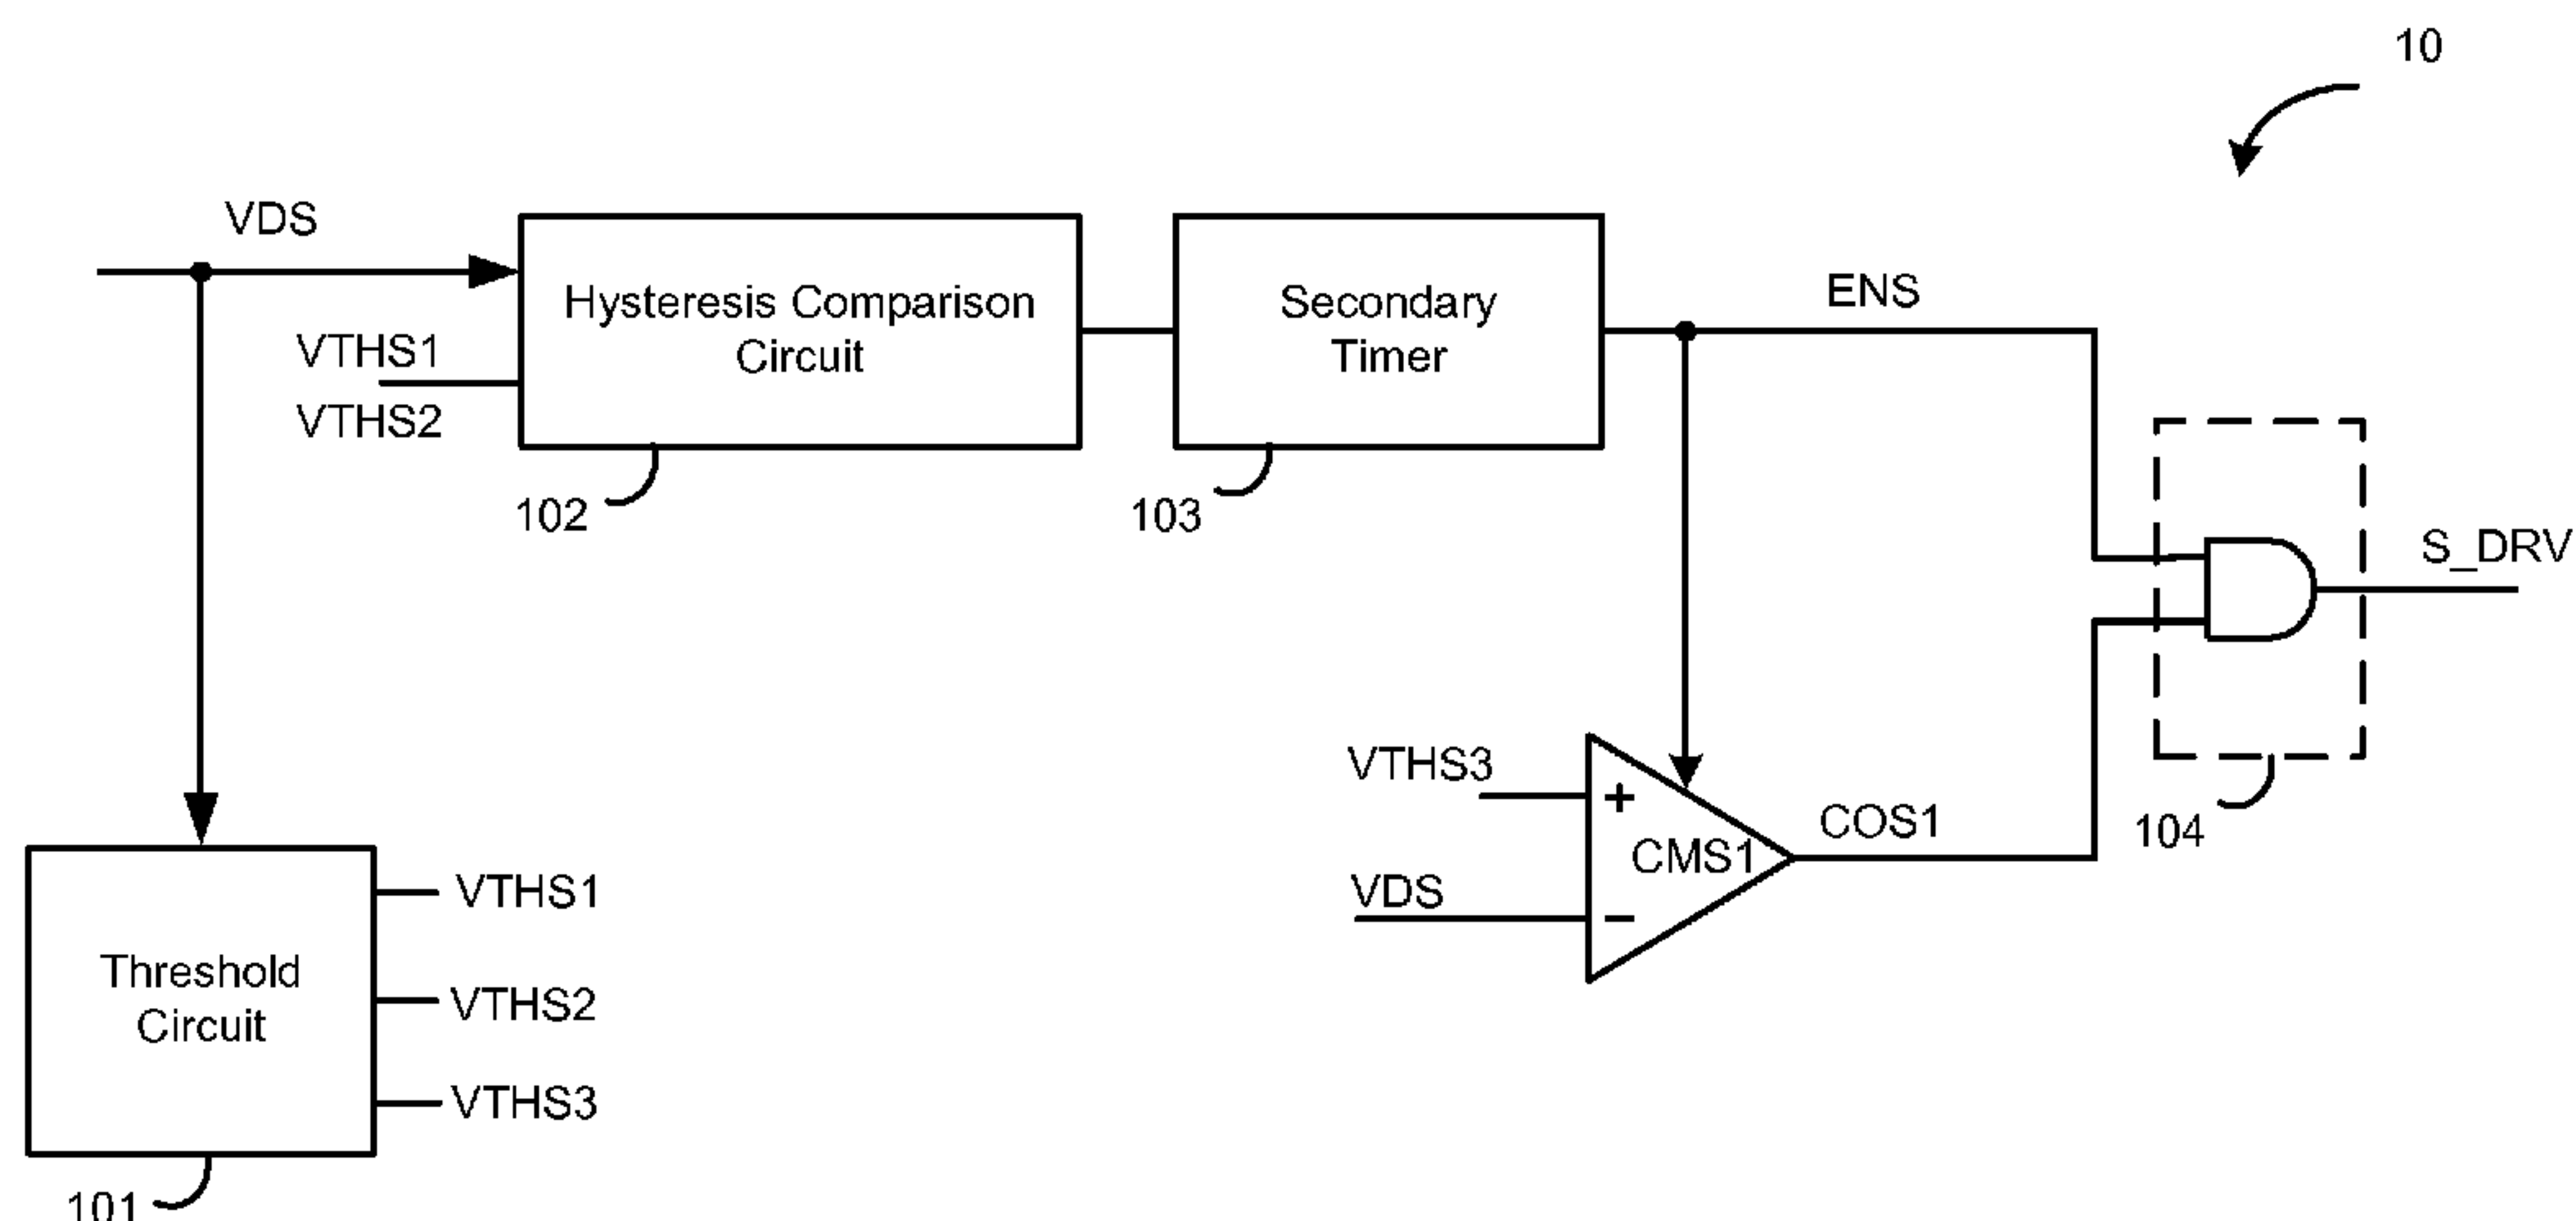 10
VDS
Hysteresis Comparison
Circuit
Secondary
Timer
ENS
VTHS1
VTHS2
102
103
S_DRV
VTHS3
+
CMS1
COS1
VDS
−
104
Threshold
Circuit
VTHS1
VTHS2
VTHS3
101